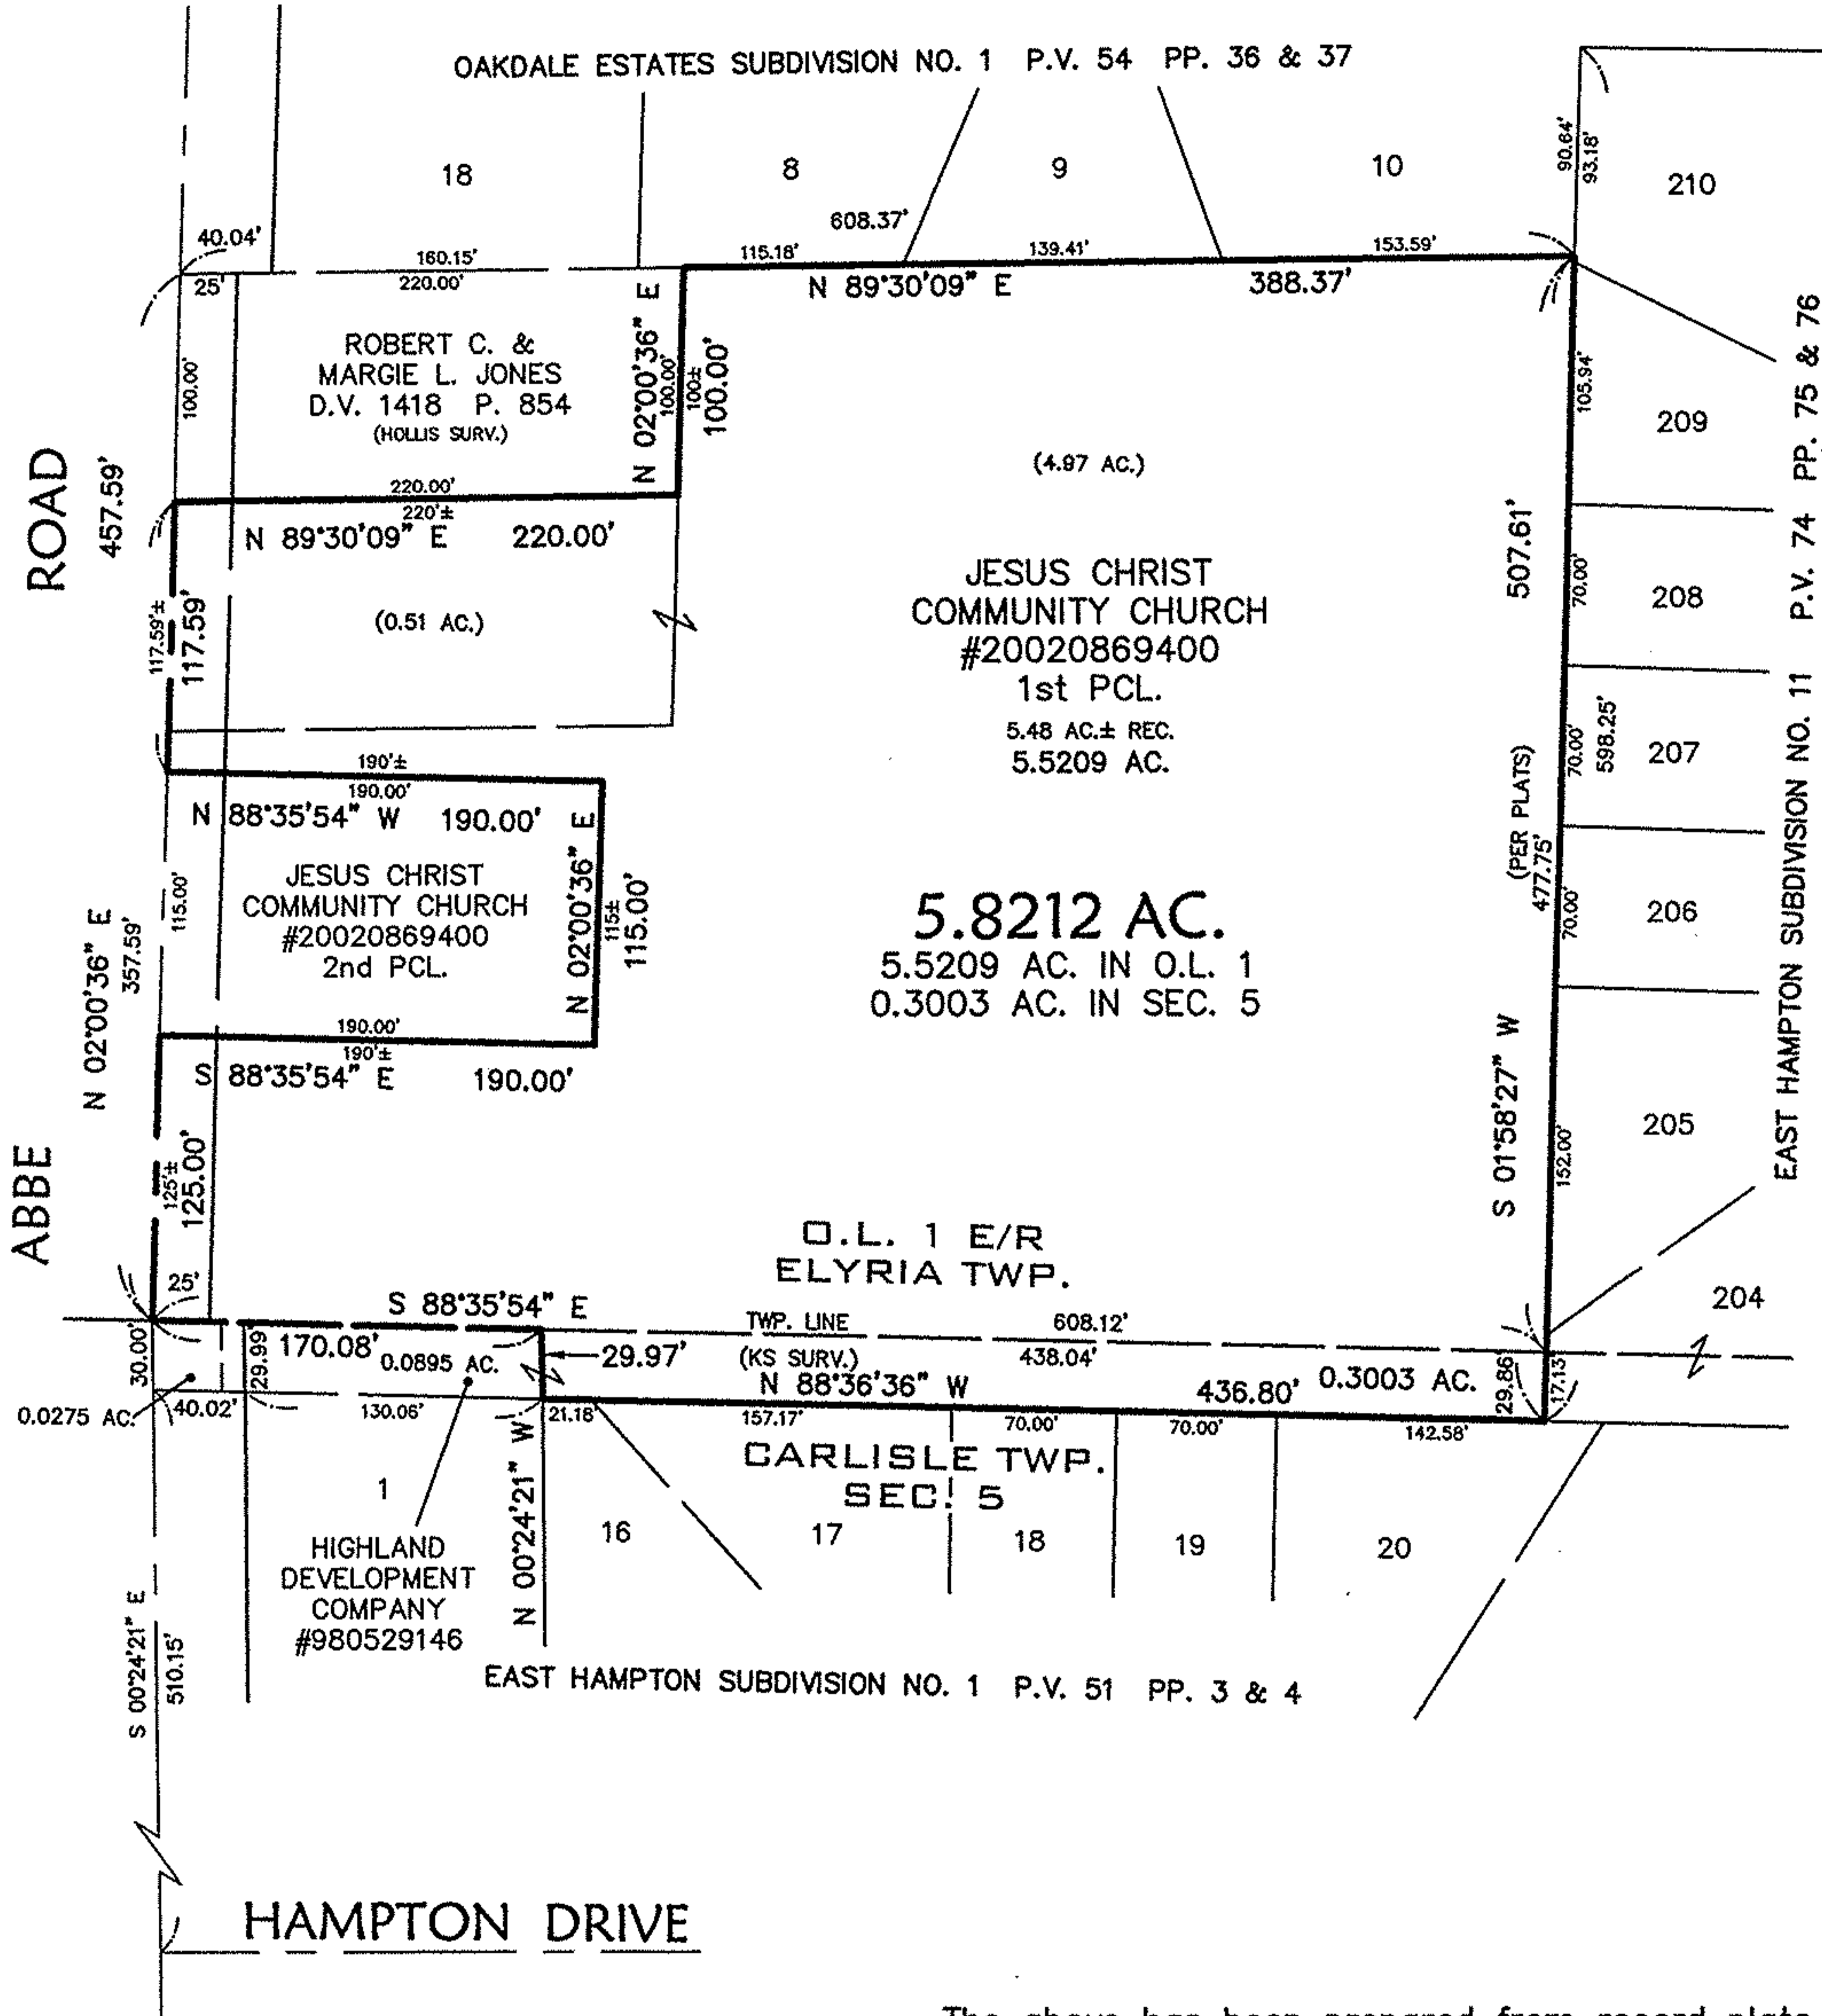 OAKDALE ESTATES SUBDIVISION NO. 1 P.V. 54 PP. 36 & 37
18
8
9
10
210
90.64'
93.18'
40.04'
160.15'
608.37'
115.18'
139.41'
153.59'
25'
220.00'
N 89°30'09" E 388.37'
ROBERT C. &
MARGIE L. JONES
D.V. 1418 P. 854
(HOLLIS SURV.)
100.00'
N 02°00'36" E
100.00'
100±
100.00'
105.94'
209
(4.97 AC.)
ROAD
457.59'
220.00'
220'±
N 89°30'09" E 220.00'
507.61'
70.00'
208
(0.51 AC.)
117.59'±
117.59'
JESUS CHRIST
COMMUNITY CHURCH
#20020869400
1st PCL.
5.48 AC.± REC.
5.5209 AC.
70.00'
598.25'
207
EAST HAMPTON SUBDIVISION NO. 11 P.V. 74 PP. 75 & 76
190'±
190.00'
N 88°35'54" W 190.00'
(PER PLATS)
477.75'
70.00'
206
JESUS CHRIST
COMMUNITY CHURCH
#20020869400
2nd PCL.
115.00'
N 02°00'36" E
115±
115.00'
N 02°00'36" E
357.59'
5.8212 AC.
5.5209 AC. IN O.L. 1
0.3003 AC. IN SEC. 5
190.00'
190'±
S 88°35'54" E 190.00'
S 01°58'27" W
152.00'
205
ABBE
125'±
125.00'
O.L. 1 E/R
ELYRIA TWP.
25'
S 88°35'54" E
TWP. LINE
608.12'
204
30.00'
29.99'
170.08'
0.0895 AC.
29.97'
(KS SURV.)
438.04'
0.3003 AC.
29.86'
17.13'
N 88°36'36" W 436.80'
0.0275 AC.
40.02'
130.06'
21.18'
157.17'
70.00'
70.00'
142.58'
CARLISLE TWP.
SEC. 5
N 00°24'21" W
1
16
17
18
19
20
HIGHLAND
DEVELOPMENT
COMPANY
#980529146
S 00°24'21" E
510.15'
EAST HAMPTON SUBDIVISION NO. 1 P.V. 51 PP. 3 & 4
HAMPTON DRIVE
The above has been prepared from record plats